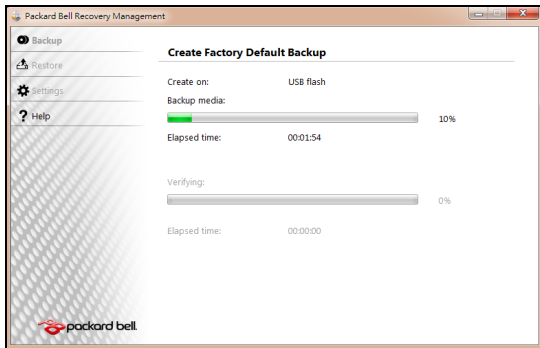 Packard Bell Recovery Management
Backup
Restore
Settings
Help
Create Factory Default Backup
Create on: USB flash
Backup media:
10%
Elapsed time: 00:01:54
Verifying:
0%
Elapsed time: 00:00:00
packard bell.